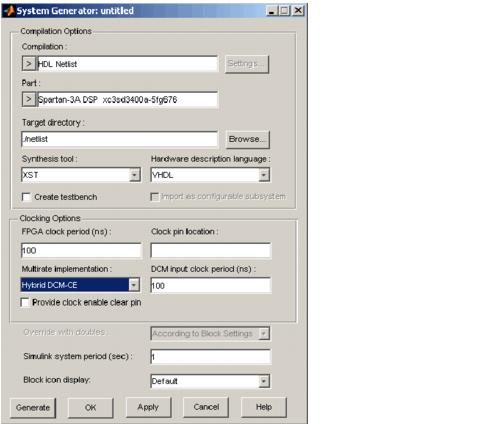 System Generator: untitled
Compilation Options
Compilation :
> HDL Netlist
Settings...
Part :
> Spartan-3A DSP xc3sd3400a-5fg676
Target directory :
./netlist
Browse...
Synthesis tool :
Hardware description language :
XST
VHDL
Create testbench
Import as configurable subsystem
Clocking Options
FPGA clock period (ns) :
Clock pin location :
100
Multirate implementation :
DCM input clock period (ns) :
Hybrid DCM-CE
100
Provide clock enable clear pin
Override with doubles :
According to Block Settings
Simulink system period (sec) :
1
Block icon display:
Default
Generate
OK
Apply
Cancel
Help